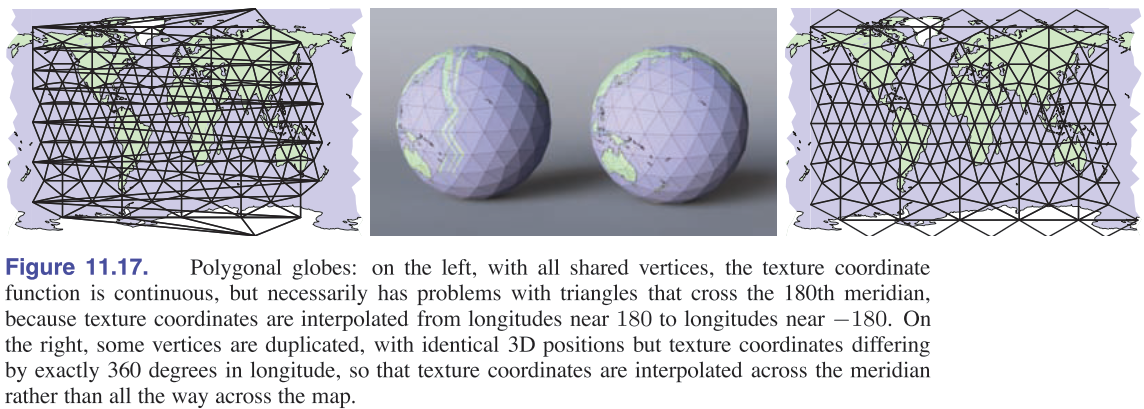 Figure 11.17. Polygonal globes: on the left, with all shared vertices, the texture coordinate
function is continuous, but necessarily has problems with triangles that cross the 180th meridian,
because texture coordinates are interpolated from longitudes near 180 to longitudes near −180. On
the right, some vertices are duplicated, with identical 3D positions but texture coordinates differing
by exactly 360 degrees in longitude, so that texture coordinates are interpolated across the meridian
rather than all the way across the map.